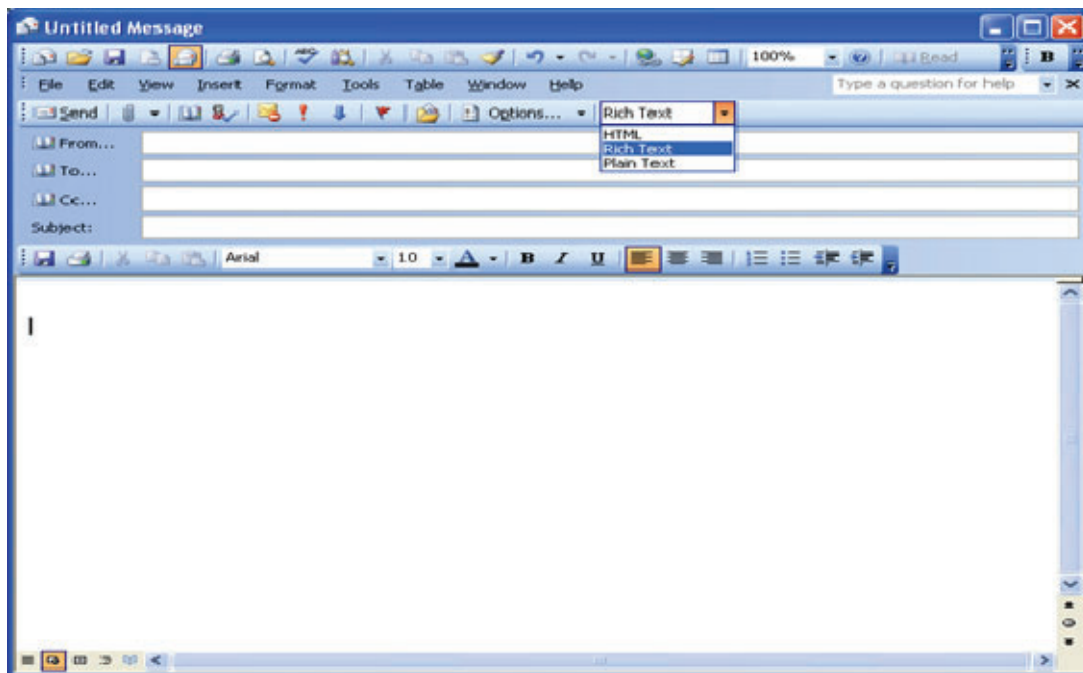 Untitled Message
100% Read B
File Edit View Insert Format Tools Table Window Help Type a question for help
Send Options... Rich Text
HTML
Rich Text
Plain Text
From...
To...
Cc...
Subject:
Arial 10 A B I U